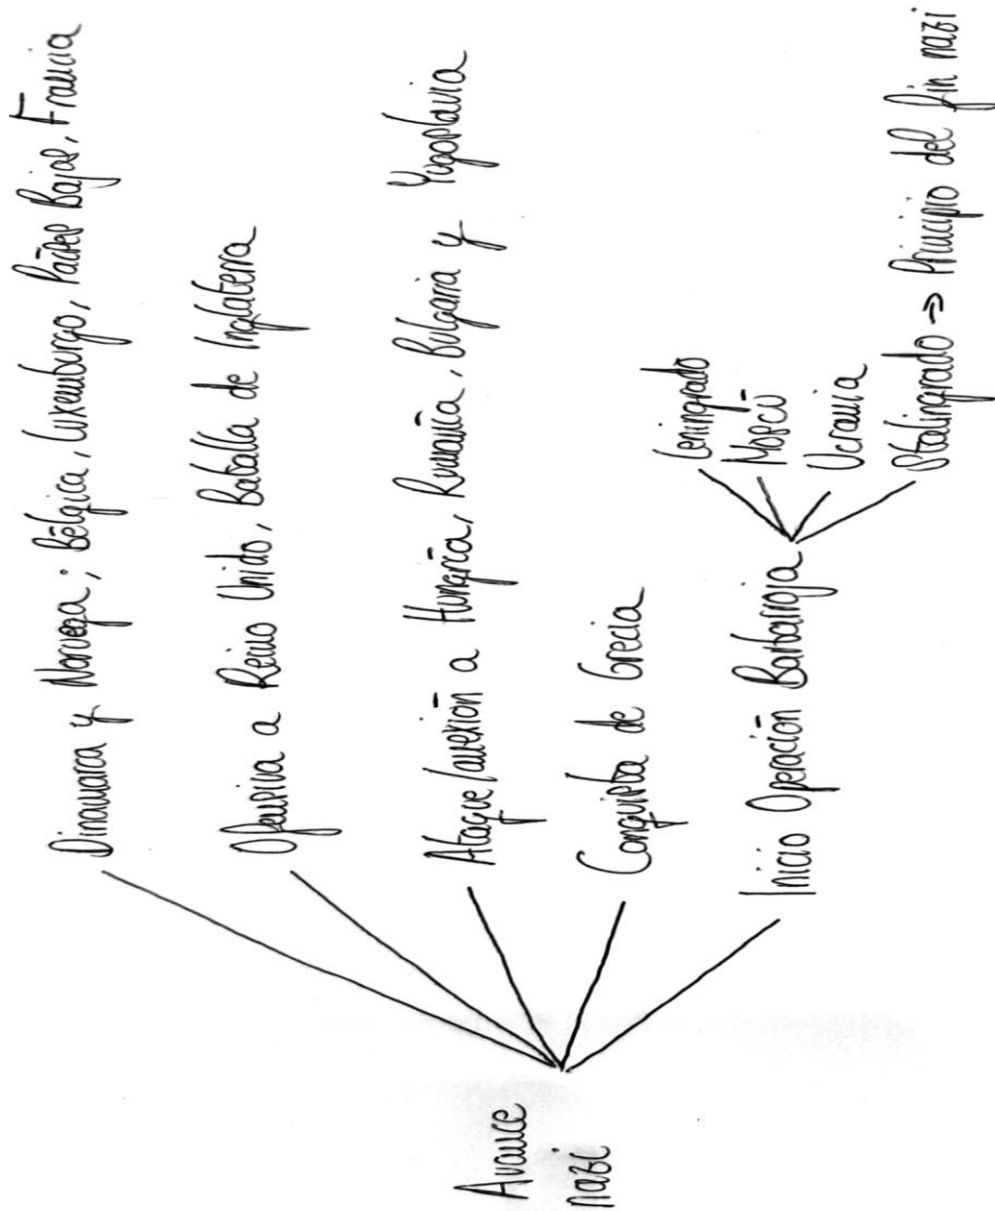 Avance
nazi
Dinamarca y Noruega; Bélgica, Luxemburgo, Países Bajos, Francia
Ofensiva a Reino Unido, Batalla de Inglaterra
Ataque/anexión a Hungría, Rumanía, Bulgaria y Yugoslavia
Conquista de Grecia
Inicio Operación Barbarroja
Leningrado
Moscú
Ucrania
Stalingrado → Principio del fin nazi